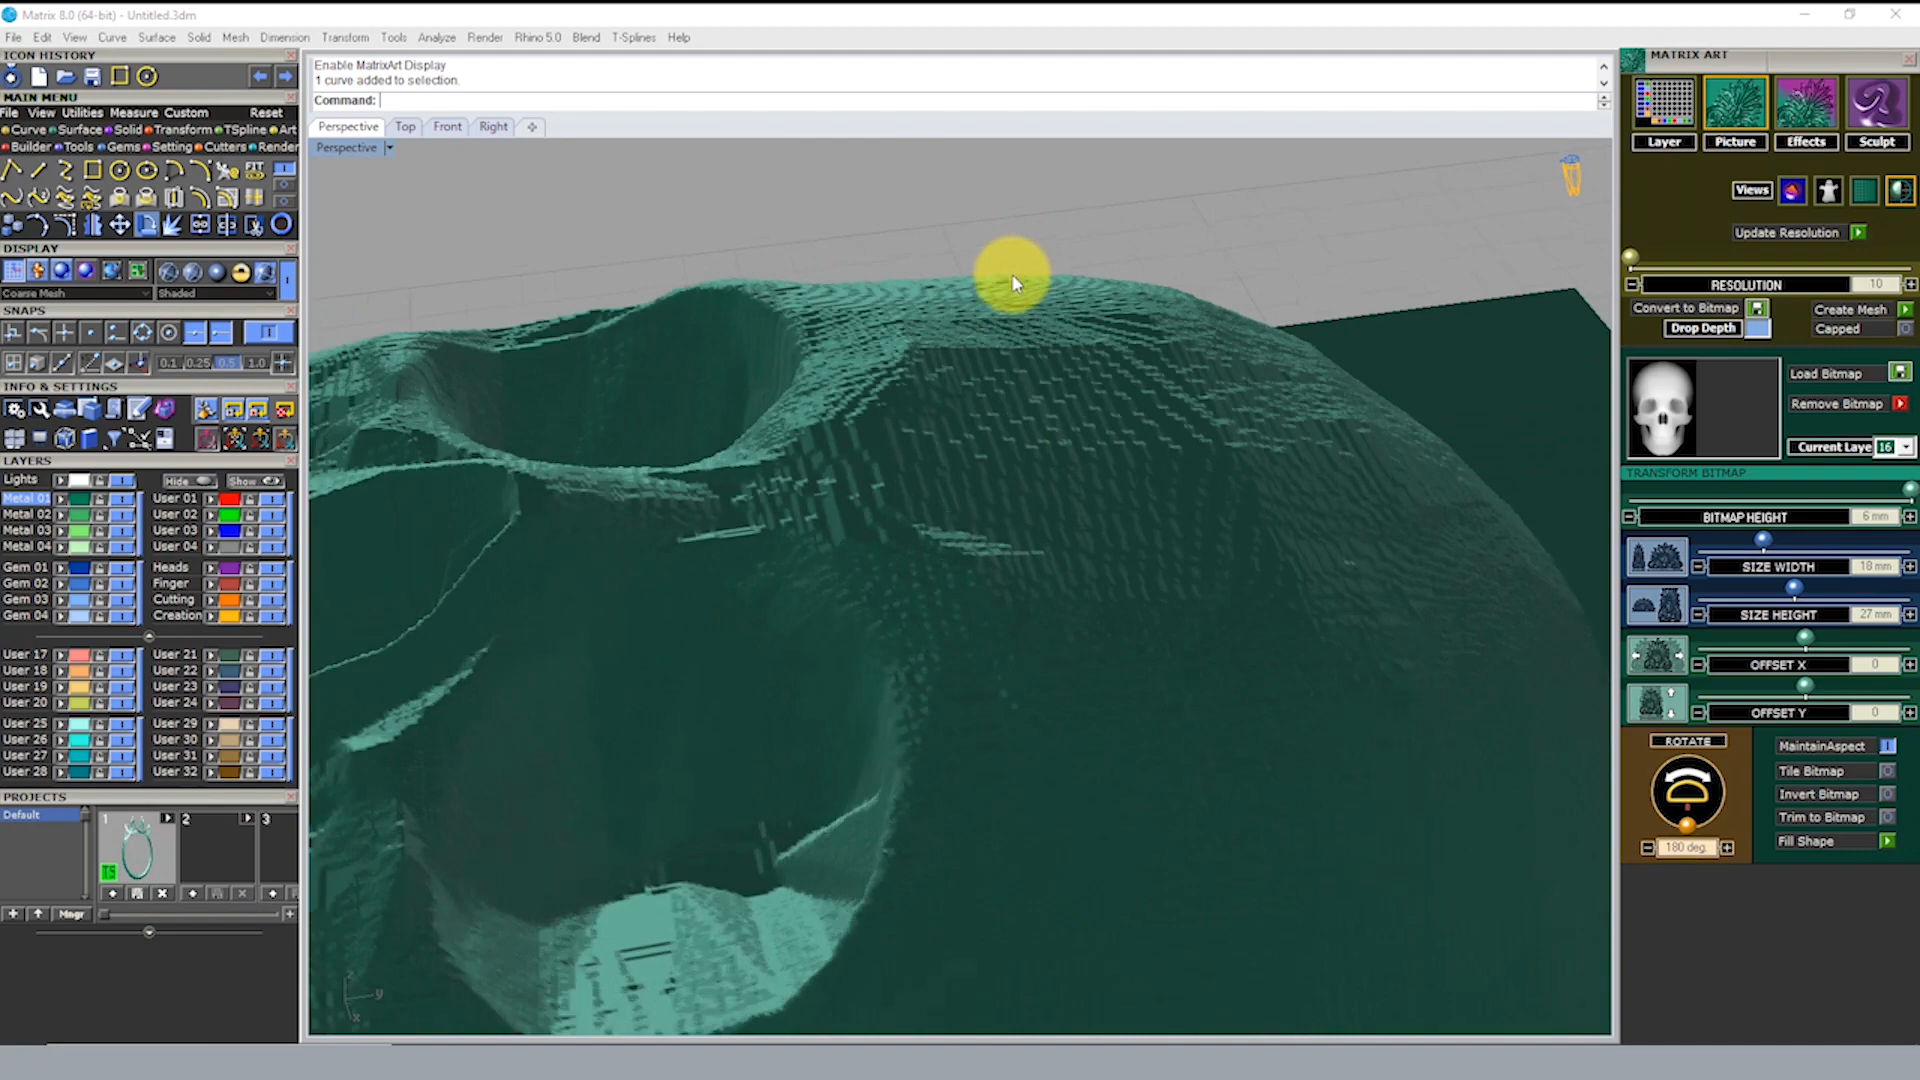 Matrix 8.0 (64-bit) - Untitled.3dm
File Edit View Curve Surface Solid Mesh Dimension Transform Tools Analyze Render Rhino 5.0 Blend T-Splines Help
ICON HISTORY
MAIN MENU
File View Utilities Measure Custom Reset
Curve Surface Solid Transform TSpline Art
Builder Tools Gems Setting Cutters Render
FIT
DISPLAY
Coarse Mesh Shaded
SNAPS
0.1 0.25 0.5 1.0
INFO & SETTINGS
LAYERS
Lights Hide Show
Metal 01 User 01
Metal 02 User 02
Metal 03 User 03
Metal 04 User 04
Gem 01 Heads
Gem 02 Finger
Gem 03 Cutting
Gem 04 Creation
User 17 User 21
User 18 User 22
User 19 User 23
User 20 User 24
User 25 User 29
User 26 User 30
User 27 User 31
User 28 User 32
PROJECTS
Default
1 2 3
TS
Mngr
Enable MatrixArt Display
1 curve added to selection.
Command:
Perspective Top Front Right
Perspective
z
y
x
MATRIX ART
Layer Picture Effects Sculpt
Views
Update Resolution
RESOLUTION 10
Convert to Bitmap Create Mesh
Drop Depth Capped
Load Bitmap
Remove Bitmap
Current Laye 16
TRANSFORM BITMAP
BITMAP HEIGHT 6 mm
SIZE WIDTH 18 mm
SIZE HEIGHT 27 mm
OFFSET X 0
OFFSET Y 0
ROTATE
180 deg.
MaintainAspect
Tile Bitmap
Invert Bitmap
Trim to Bitmap
Fill Shape